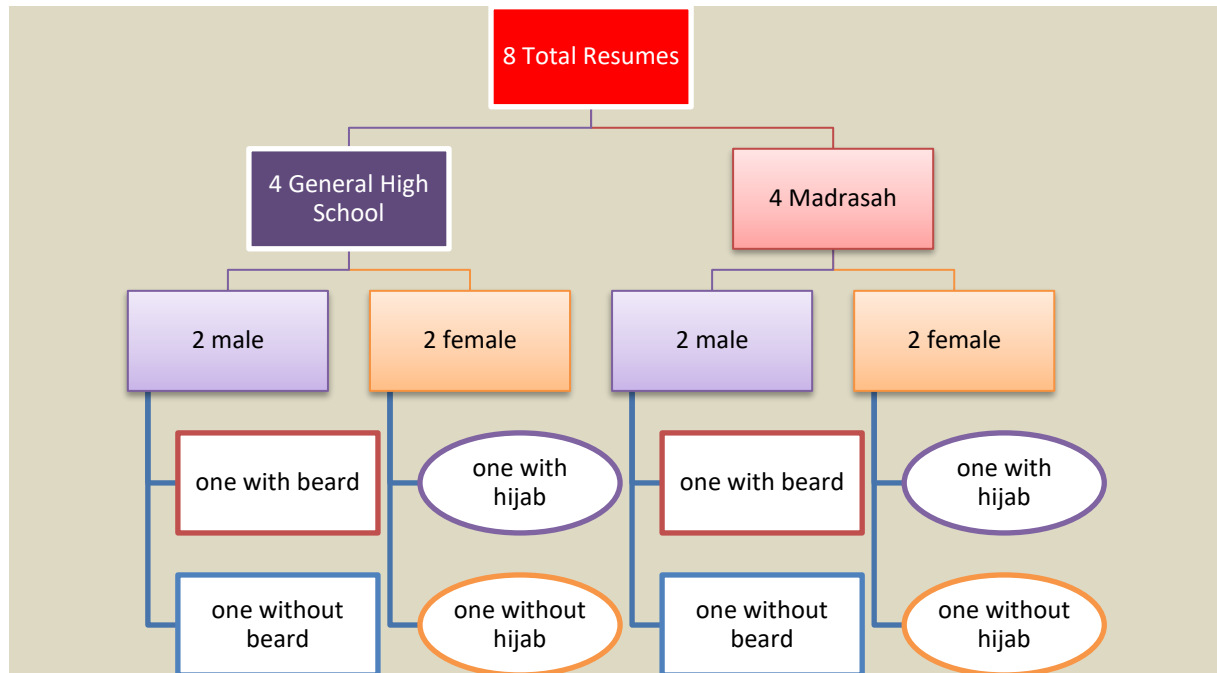 8 Total Resumes
4 General High
School
4 Madrasah
2 male
2 female
2 male
2 female
one with beard
one with
hijab
one with beard
one with
hijab
one without
beard
one without
hijab
one without
beard
one without
hijab